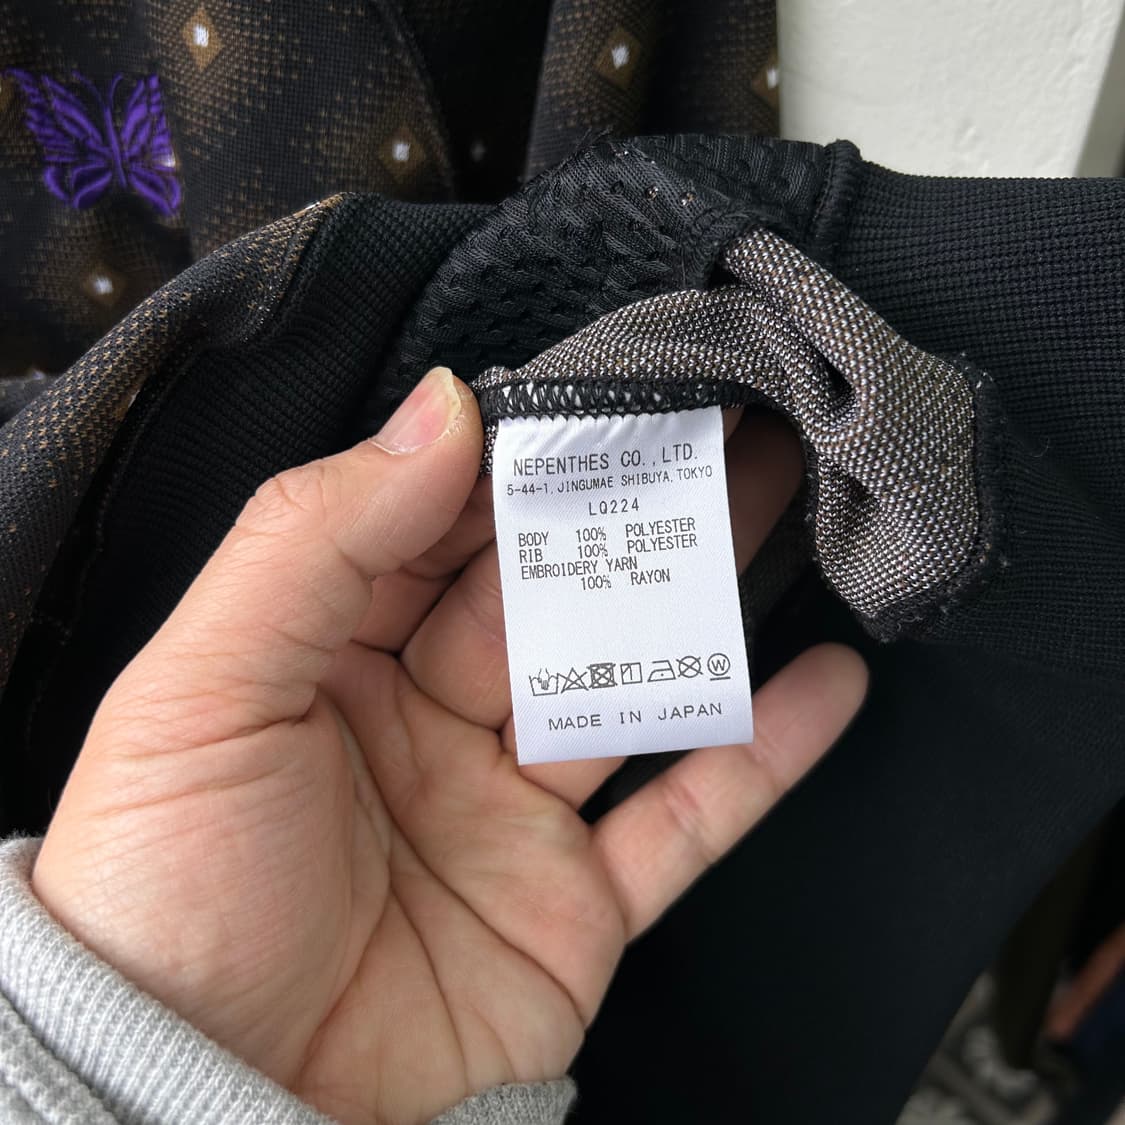 NEPENTHES CO.,LTD.
5-44-1, JINGUMAE SHIBUYA, TOKYO
LQ224
BODY 100% POLYESTER
RIB 100% POLYESTER
EMBROIDERY YARN
100% RAYON
W
MADE IN JAPAN